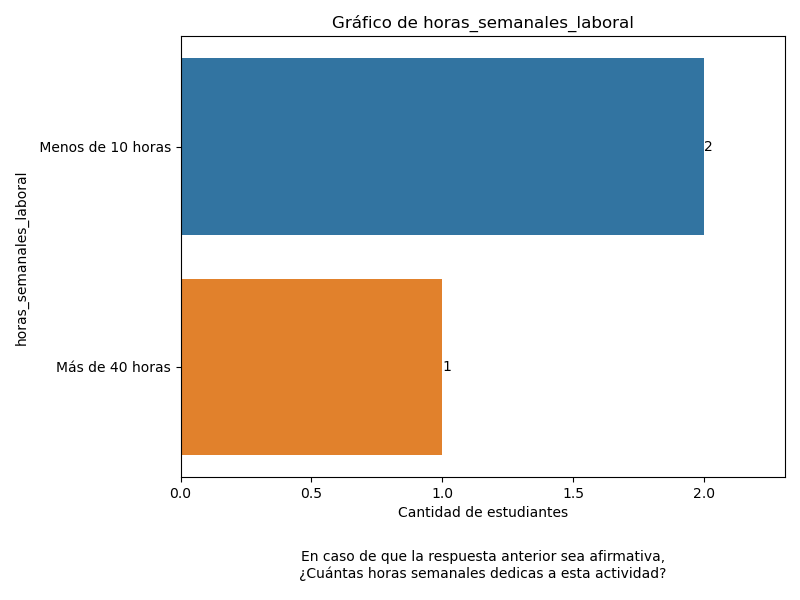 Gráfico de horas_semanales_laboral
horas_semanales_laboral
Menos de 10 horas
2
Más de 40 horas
1
0.0 0.5 1.0 1.5 2.0
Cantidad de estudiantes
En caso de que la respuesta anterior sea afirmativa,
¿Cuántas horas semanales dedicas a esta actividad?